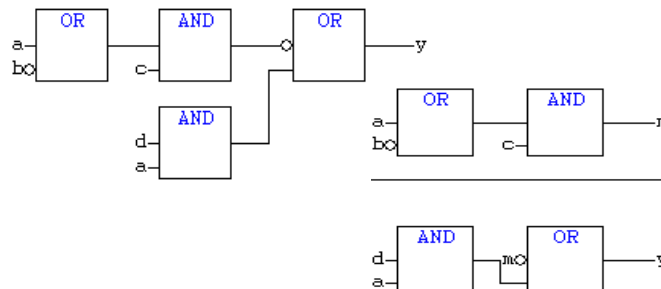 OR AND OR
a y
b c
AND
d
a
OR AND
a
b c
AND OR
d m y
a